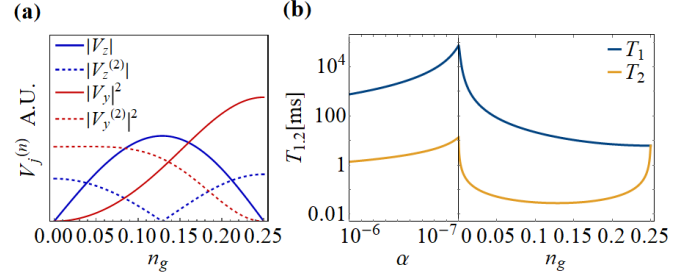 (a)
|V_z|
|V_z^(2)|
|V_y|^2
|V_y^(2)|^2
V_j^(n) A.U.
0.00 0.05 0.10 0.15 0.20 0.25
n_g
(b)
T_1
T_2
T_1,2[ms]
10^4
100
1
0.01
10^-6 10^-7 0 0.05 0.10 0.15 0.20 0.25
α n_g